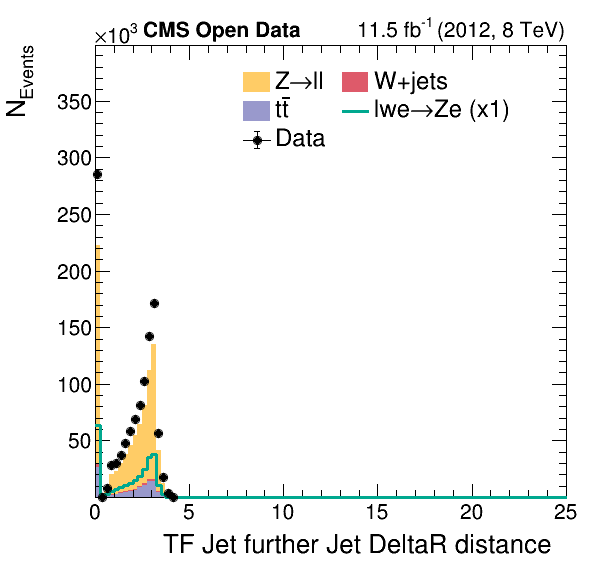 ×10³ CMS Open Data 11.5 fb⁻¹ (2012, 8 TeV)
N_Events
Z→ll W+jets
tt̄ lwe→Ze (x1)
Data
350
300
250
200
150
100
50
0 5 10 15 20 25
TF Jet further Jet DeltaR distance